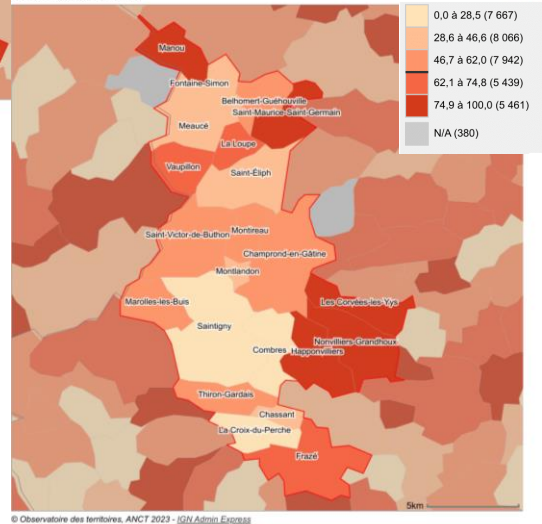 0,0 à 28,5 (7 667)
28,6 à 46,6 (8 066)
46,7 à 62,0 (7 942)
62,1 à 74,8 (5 439)
74,9 à 100,0 (5 461)
N/A (380)
Manou
Fontaine-Simon
Belhomert-Guéhouville
Saint-Maurice-Saint-Germain
Meaucé
La Loupe
Vaupillon
Saint-Éliph
Saint-Victor-de-Buthon
Montireau
Champrond-en-Gâtine
Montlandon
Marolles-les-Buis
Les Corvées-les-Yys
Saintigny
Nonvilliers-Grandhoux
Combres
Happonvilliers
Thiron-Gardais
Chassant
La Croix-du-Perche
Frazé
5km
© Observatoire des territoires, ANCT 2023 - IGN Admin Express